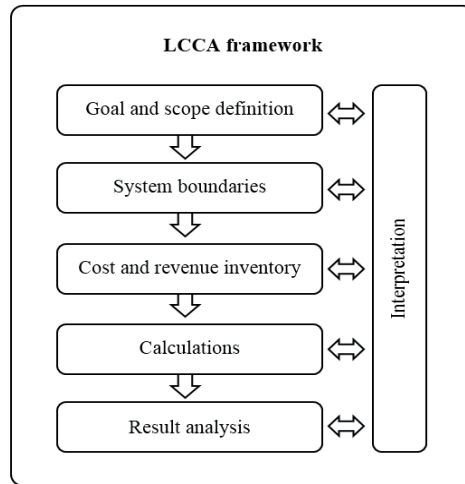 LCCA framework
Goal and scope definition
System boundaries
Cost and revenue inventory
Calculations
Result analysis
Interpretation